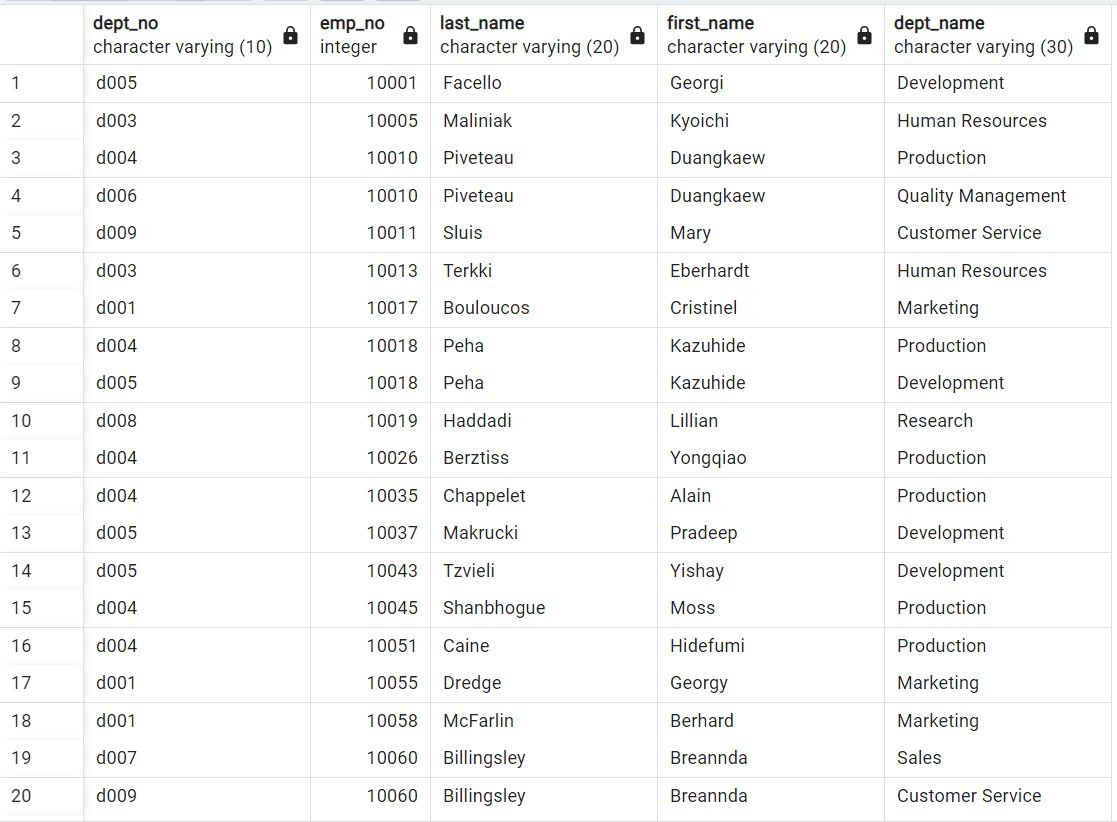 dept_no emp_no last_name first_name dept_name
character varying (10) integer character varying (20) character varying (20) character varying (30)
1 d005 10001 Facello Georgi Development
2 d003 10005 Maliniak Kyoichi Human Resources
3 d004 10010 Piveteau Duangkaew Production
4 d006 10010 Piveteau Duangkaew Quality Management
5 d009 10011 Sluis Mary Customer Service
6 d003 10013 Terkki Eberhardt Human Resources
7 d001 10017 Bouloucos Cristinel Marketing
8 d004 10018 Peha Kazuhide Production
9 d005 10018 Peha Kazuhide Development
10 d008 10019 Haddadi Lillian Research
11 d004 10026 Berztiss Yongqiao Production
12 d004 10035 Chappelet Alain Production
13 d005 10037 Makrucki Pradeep Development
14 d005 10043 Tzvieli Yishay Development
15 d004 10045 Shanbhogue Moss Production
16 d004 10051 Caine Hidefumi Production
17 d001 10055 Dredge Georgy Marketing
18 d001 10058 McFarlin Berhard Marketing
19 d007 10060 Billingsley Breannda Sales
20 d009 10060 Billingsley Breannda Customer Service